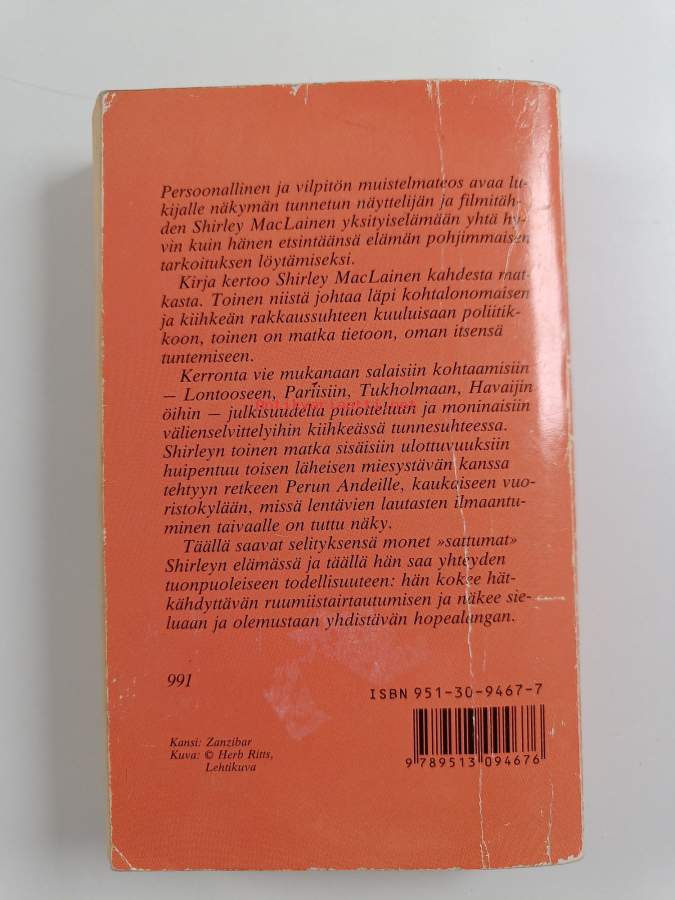 Persoonallinen ja vilpitön muistelmateos avaa lu-
kijalle näkymän tunnetun näyttelijän ja filmitäh-
den Shirley MacLainen yksityiselämään yhtä hy-
vin kuin hänen etsintäänsä elämän pohjimmaisen
tarkoituksen löytämiseksi.
Kirja kertoo Shirley MacLainen kahdesta mat-
kasta. Toinen niistä johtaa läpi kohtalonomaisen
ja kiihkeän rakkaussuhteen kuuluisaan poliitik-
koon, toinen on matka tietoon, oman itsensä
tuntemiseen.
Kerronta vie mukanaan salaisiin kohtaamisiin
— Lontooseen, Pariisiin, Tukholmaan, Havaijin
öihin — julkisuudelta piilotteluun ja moninaisiin
välienselvittelyihin kiihkeässä tunnesuhteessa.
Shirleyn toinen matka sisäisiin ulottuvuuksiin
huipentuu toisen läheisen miesystävän kanssa
tehtyyn retkeen Perun Andeille, kaukaiseen vuo-
ristokylään, missä lentävien lautasten ilmaantu-
minen taivaalle on tuttu näky.
Täällä saavat selityksensä monet »sattumat»
Shirleyn elämässä ja täällä hän saa yhteyden
tuonpuoleiseen todellisuuteen: hän kokee hät-
kähdyttävän ruumiistairtautumisen ja näkee sie-
luaan ja olemustaan yhdistävän hopealangan.
991
ISBN 951-30-9467-7
9 789513 094676
Kansi: Zanzibar
Kuva: © Herb Ritts,
Lehtikuva